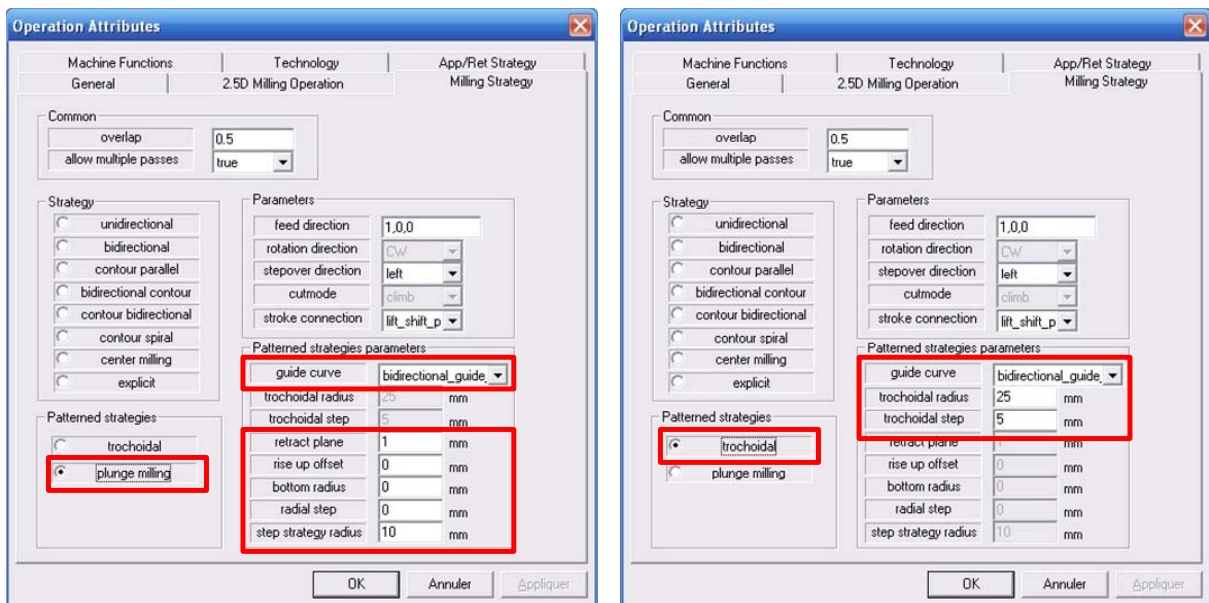 Operation Attributes
Machine Functions Technology App/Ret Strategy
General 2.5D Milling Operation Milling Strategy
Common
overlap 0.5
allow multiple passes true
Strategy
unidirectional
bidirectional
contour parallel
bidirectional contour
contour bidirectional
contour spiral
center milling
explicit
Parameters
feed direction 1,0,0
rotation direction CW
stepover direction left
cutmode climb
stroke connection lift_shift_p
Patterned strategies
trochoidal
plunge milling
Patterned strategies parameters
guide curve bidirectional_guide_
trochoidal radius 25 mm
trochoidal step 5 mm
retract plane 1 mm
rise up offset 0 mm
bottom radius 0 mm
radial step 0 mm
step strategy radius 10 mm
OK Annuler Appliquer
Operation Attributes
Machine Functions Technology App/Ret Strategy
General 2.5D Milling Operation Milling Strategy
Common
overlap 0.5
allow multiple passes true
Strategy
unidirectional
bidirectional
contour parallel
bidirectional contour
contour bidirectional
contour spiral
center milling
explicit
Parameters
feed direction 1,0,0
rotation direction CW
stepover direction left
cutmode climb
stroke connection lift_shift_p
Patterned strategies
trochoidal
plunge milling
Patterned strategies parameters
guide curve bidirectional_guide_
trochoidal radius 25 mm
trochoidal step 5 mm
retract plane 1 mm
rise up offset 0 mm
bottom radius 0 mm
radial step 0 mm
step strategy radius 10 mm
OK Annuler Appliquer